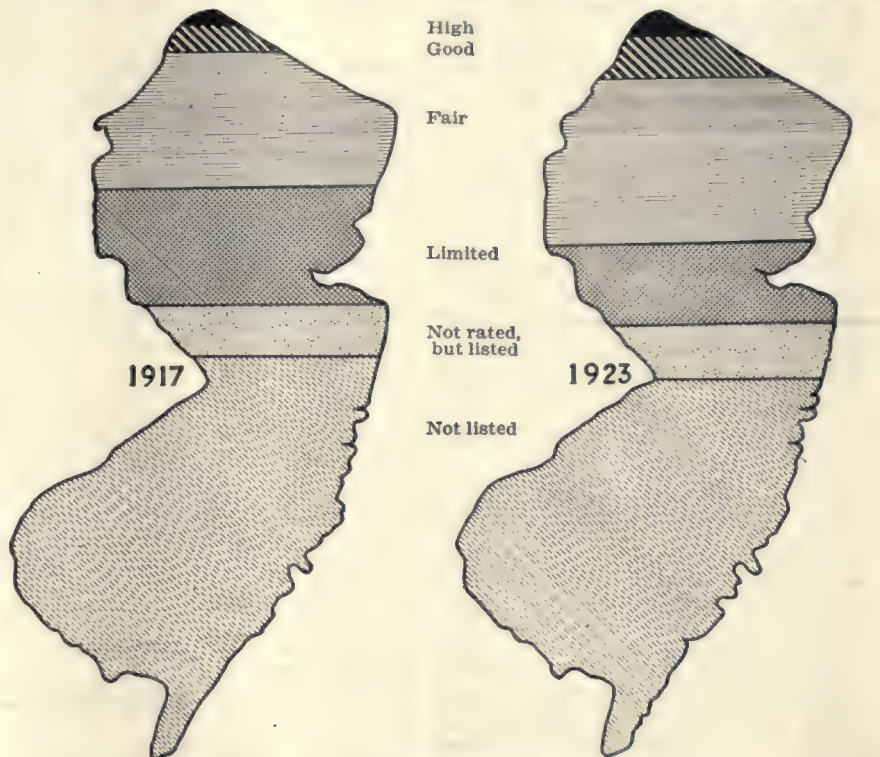 High
Good
Fair
Limited
Not rated,
but listed
1917
1923
Not listed